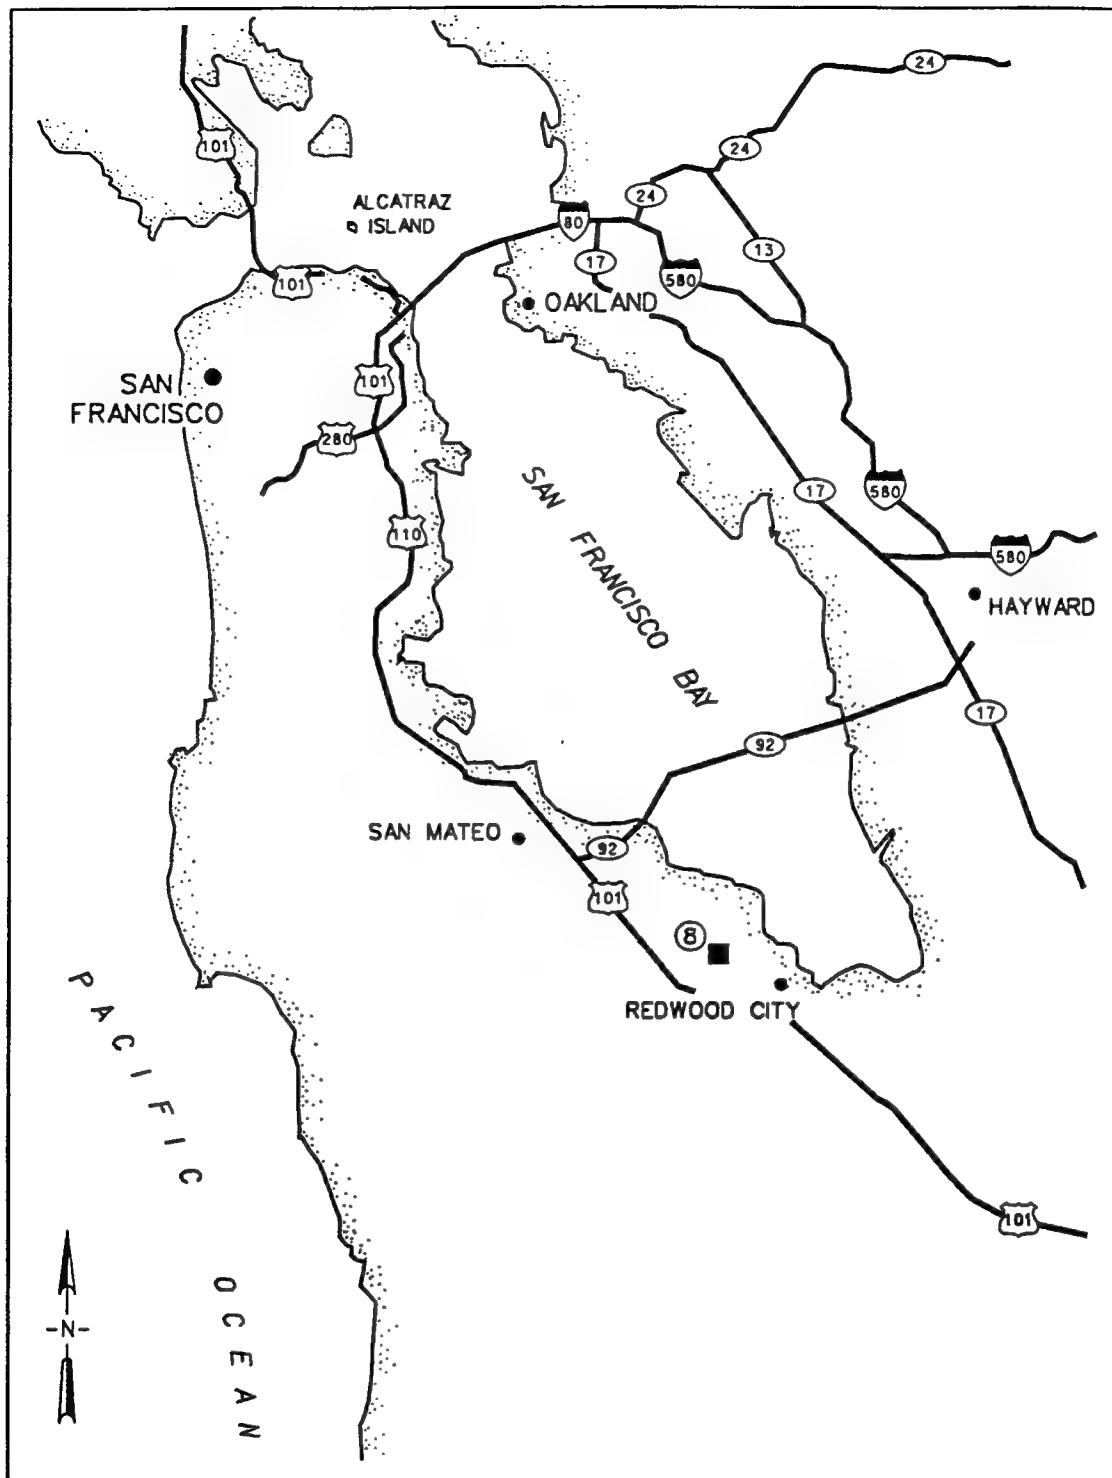 24
24
101
ALCATRAZ
ISLAND
24
80
13
17
580
101
OAKLAND
SAN
FRANCISCO
101
280
SAN FRANCISCO BAY
17
580
110
580
HAYWARD
17
92
SAN MATEO
92
101
8
REDWOOD CITY
PACIFIC OCEAN
101
-N-